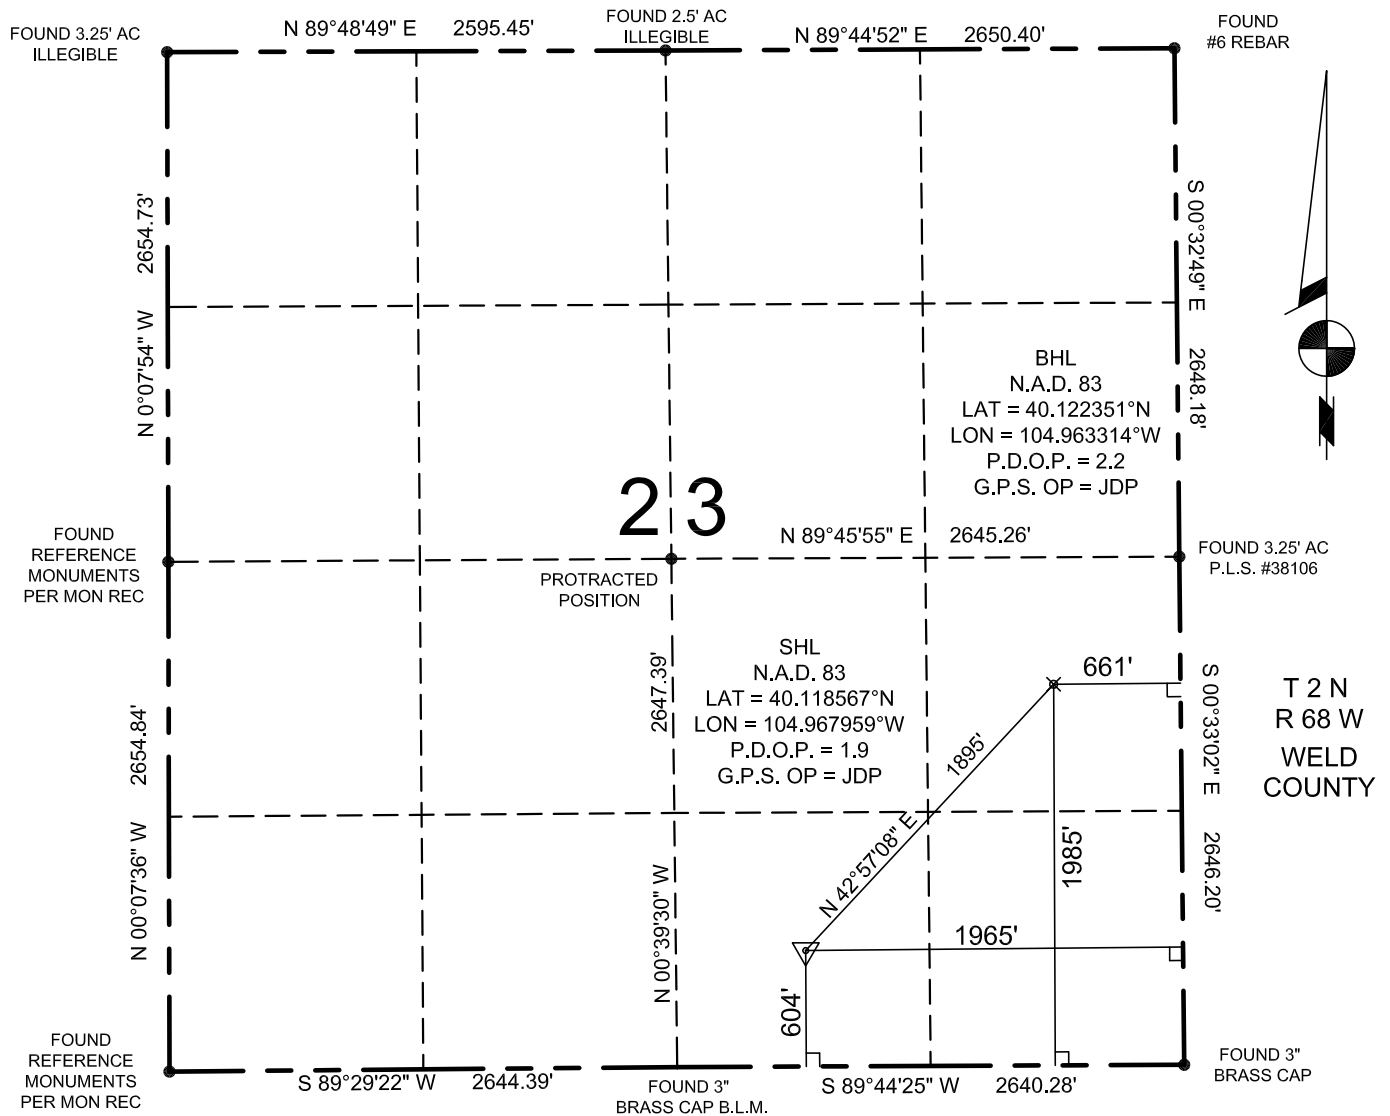 FOUND 3.25' AC
ILLEGIBLE
N 89°48'49" E 2595.45'
FOUND 2.5' AC
ILLEGIBLE
N 89°44'52" E 2650.40'
FOUND
#6 REBAR
N 0°07'54" W 2654.73'
S 00°32'49" E 2648.18'
BHL
N.A.D. 83
LAT = 40.122351°N
LON = 104.963314°W
P.D.O.P. = 2.2
G.P.S. OP = JDP
23
FOUND
REFERENCE
MONUMENTS
PER MON REC
PROTRACTED
POSITION
N 89°45'55" E 2645.26'
FOUND 3.25' AC
P.L.S. #38106
SHL
N.A.D. 83
LAT = 40.118567°N
LON = 104.967959°W
P.D.O.P. = 1.9
G.P.S. OP = JDP
661'
T 2 N
R 68 W
WELD
COUNTY
N 00°07'36" W 2654.84'
N 00°39'30" W 2647.39'
N 42°57'08" E 1895'
1985'
S 00°33'02" E 2646.20'
1965'
604'
FOUND
REFERENCE
MONUMENTS
PER MON REC
S 89°29'22" W 2644.39'
FOUND 3"
BRASS CAP B.L.M.
S 89°44'25" W 2640.28'
FOUND 3"
BRASS CAP